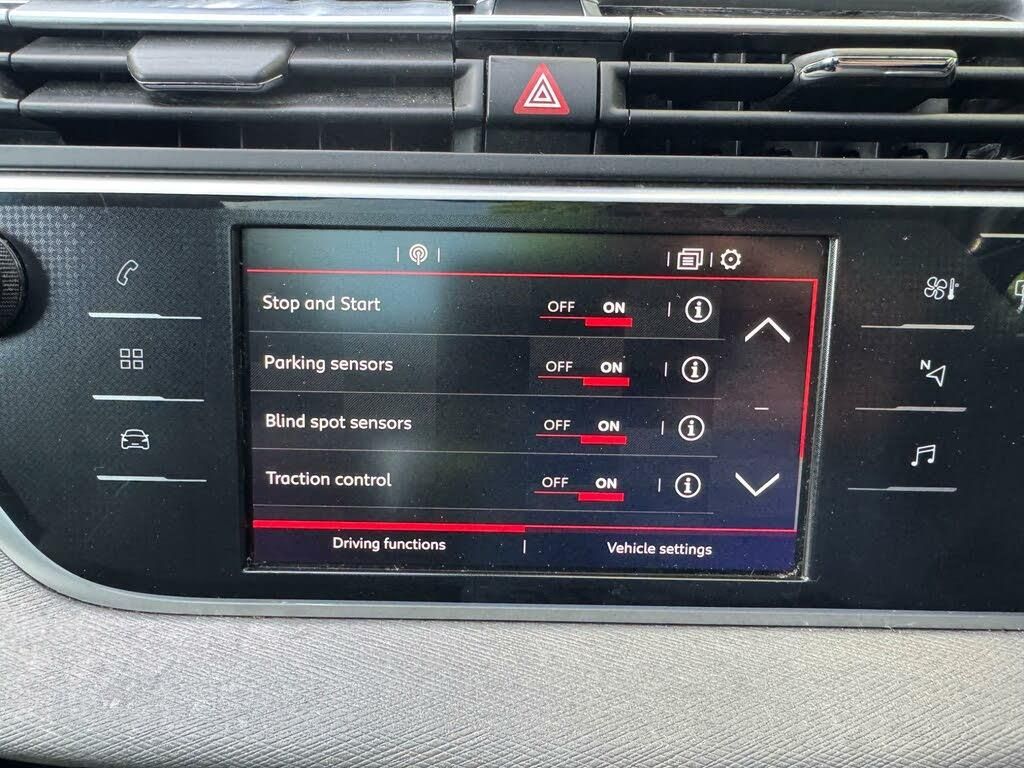 Stop and Start OFF ON
Parking sensors OFF ON
Blind spot sensors OFF ON
Traction control OFF ON
Driving functions | Vehicle settings
N